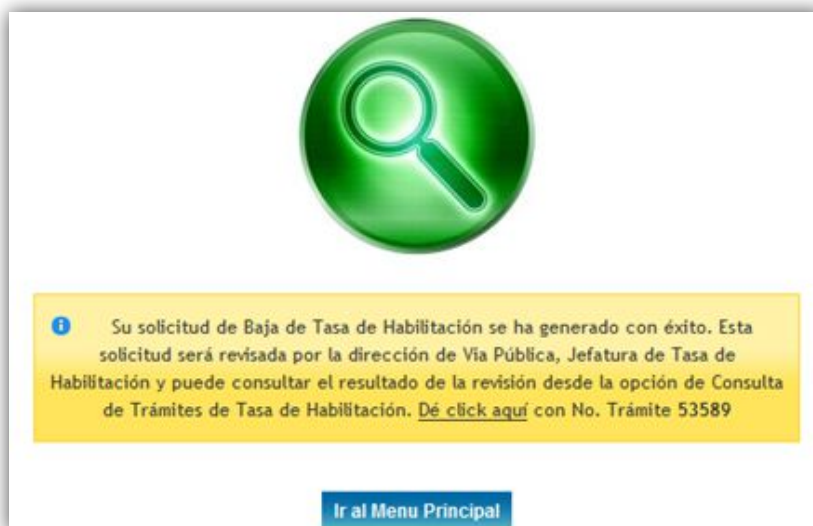 Su solicitud de Baja de Tasa de Habilitación se ha generado con éxito. Esta
solicitud será revisada por la dirección de Via Pública, Jefatura de Tasa de
Habilitación y puede consultar el resultado de la revisión desde la opción de Consulta
de Trámites de Tasa de Habilitación. Dé click aquí con No. Trámite 53589
Ir al Menu Principal